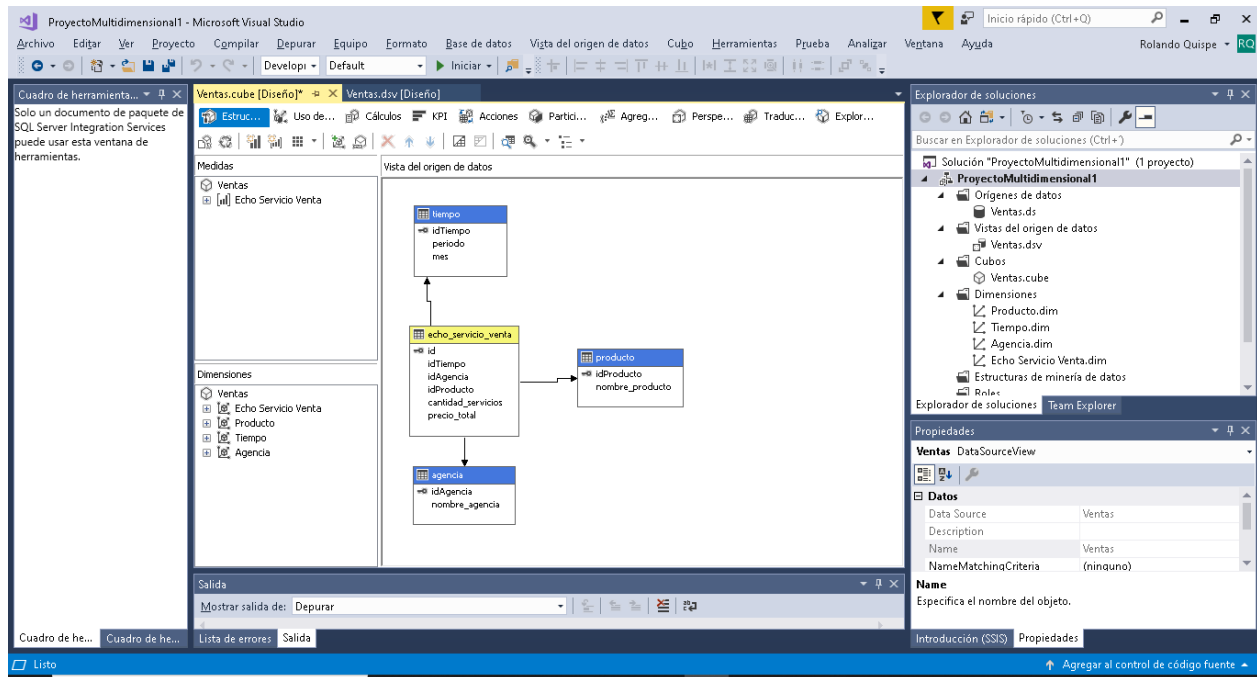 ProyectoMultidimensional1 - Microsoft Visual Studio
Inicio rápido (Ctrl+Q)
Archivo Editar Ver Proyecto Compilar Depurar Equipo Formato Base de datos Vista del origen de datos Cubo Herramientas Prueba Analizar Ventana Ayuda
Rolando Quispe RQ
Developi Default Iniciar
Cuadro de herramienta...
Solo un documento de paquete de
SQL Server Integration Services
puede usar esta ventana de
herramientas.
Cuadro de he... Cuadro de he...
Ventas.cube [Diseño]* Ventas.dsv [Diseño]
Estruc... Uso de... Cálculos KPI Acciones Partici... Agreg... Perspe... Traduc... Explor...
Medidas
Ventas
Echo Servicio Venta
Dimensiones
Ventas
Echo Servicio Venta
Producto
Tiempo
Agencia
Vista del origen de datos
tiempo
idTiempo
periodo
mes
echo_servicio_venta
id
idTiempo
idAgencia
idProducto
cantidad_servicios
precio_total
producto
idProducto
nombre_producto
agencia
idAgencia
nombre_agencia
Salida
Mostrar salida de: Depurar
Lista de errores Salida
Explorador de soluciones
Buscar en Explorador de soluciones (Ctrl+')
Solución "ProyectoMultidimensional1" (1 proyecto)
ProyectoMultidimensional1
Orígenes de datos
Ventas.ds
Vistas del origen de datos
Ventas.dsv
Cubos
Ventas.cube
Dimensiones
Producto.dim
Tiempo.dim
Agencia.dim
Echo Servicio Venta.dim
Estructuras de minería de datos
Roles
Explorador de soluciones Team Explorer
Propiedades
Ventas DataSourceView
Datos
Data Source Ventas
Description
Name Ventas
NameMatchingCriteria (ninguno)
Name
Especifica el nombre del objeto.
Introducción (SSIS) Propiedades
Listo
Agregar al control de código fuente